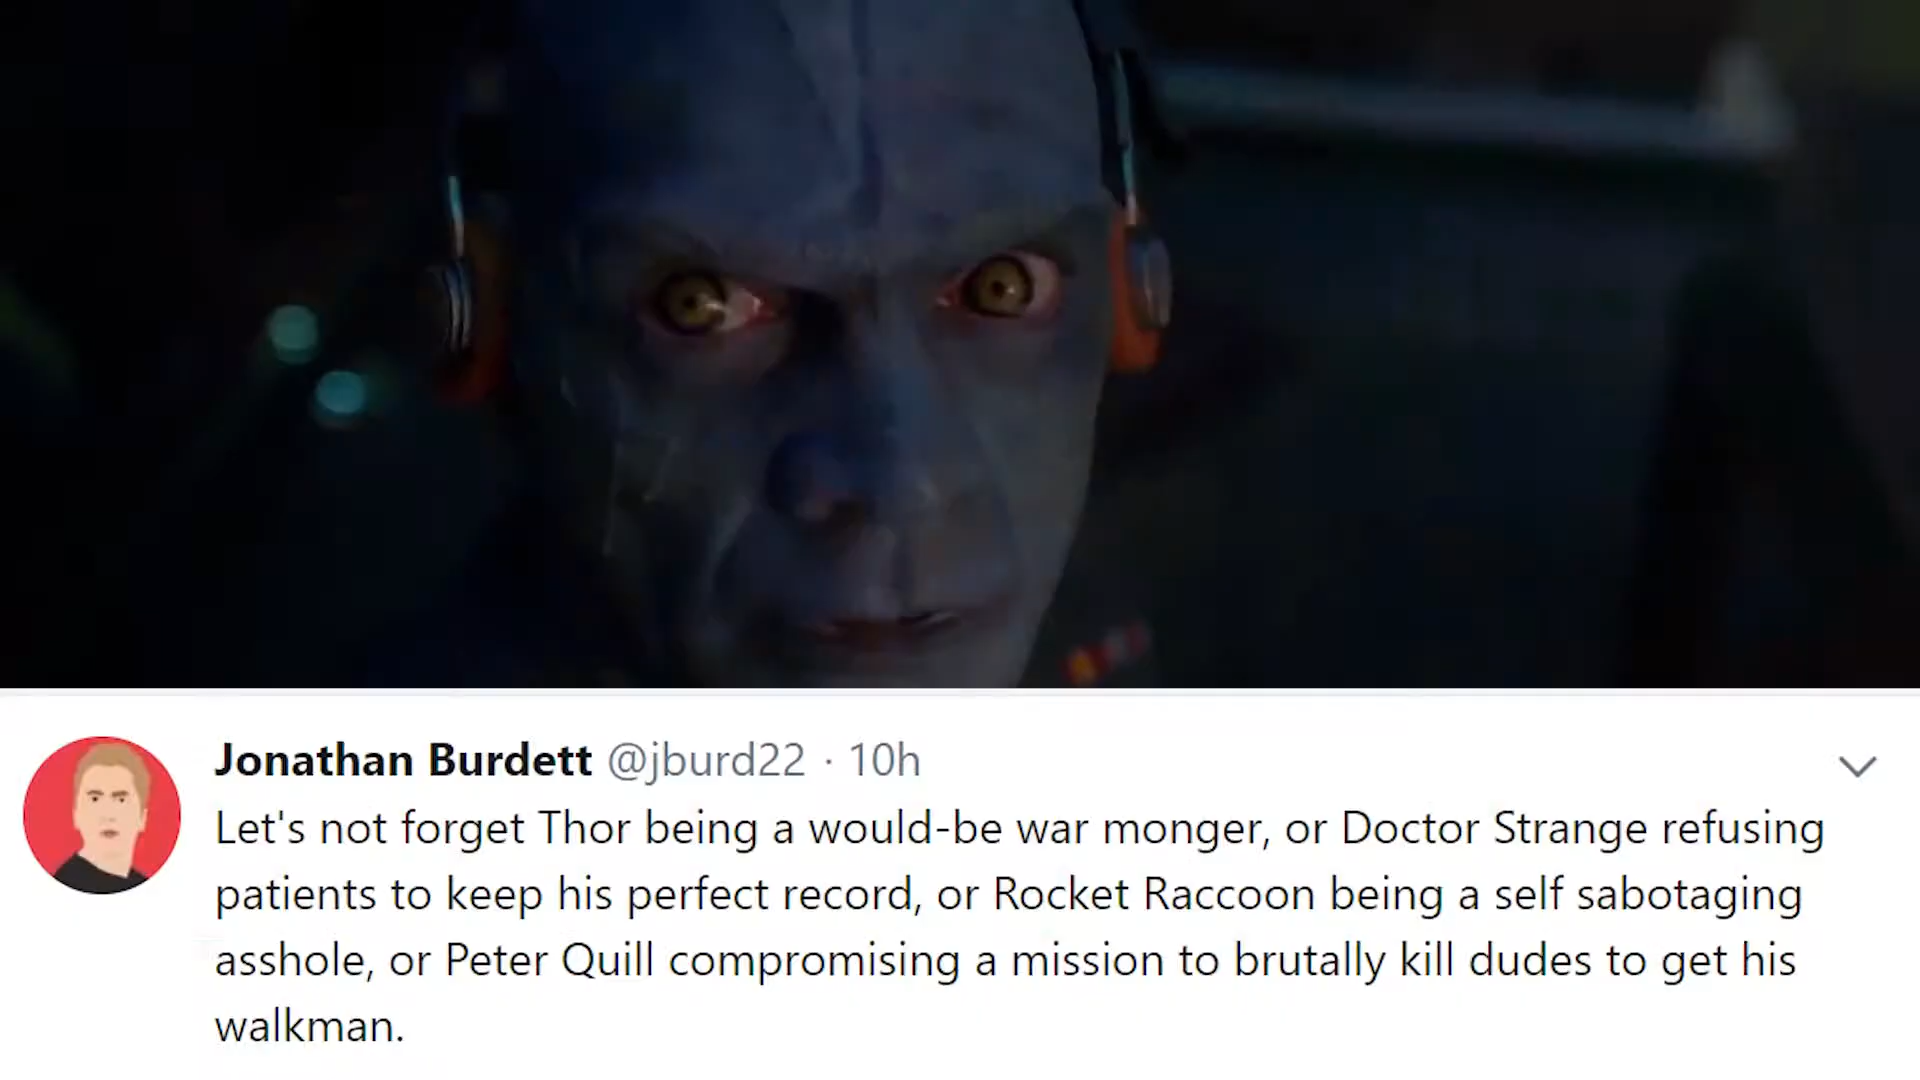 Jonathan Burdett @jburd22 · 10h
Let's not forget Thor being a would-be war monger, or Doctor Strange refusing
patients to keep his perfect record, or Rocket Raccoon being a self sabotaging
asshole, or Peter Quill compromising a mission to brutally kill dudes to get his
walkman.